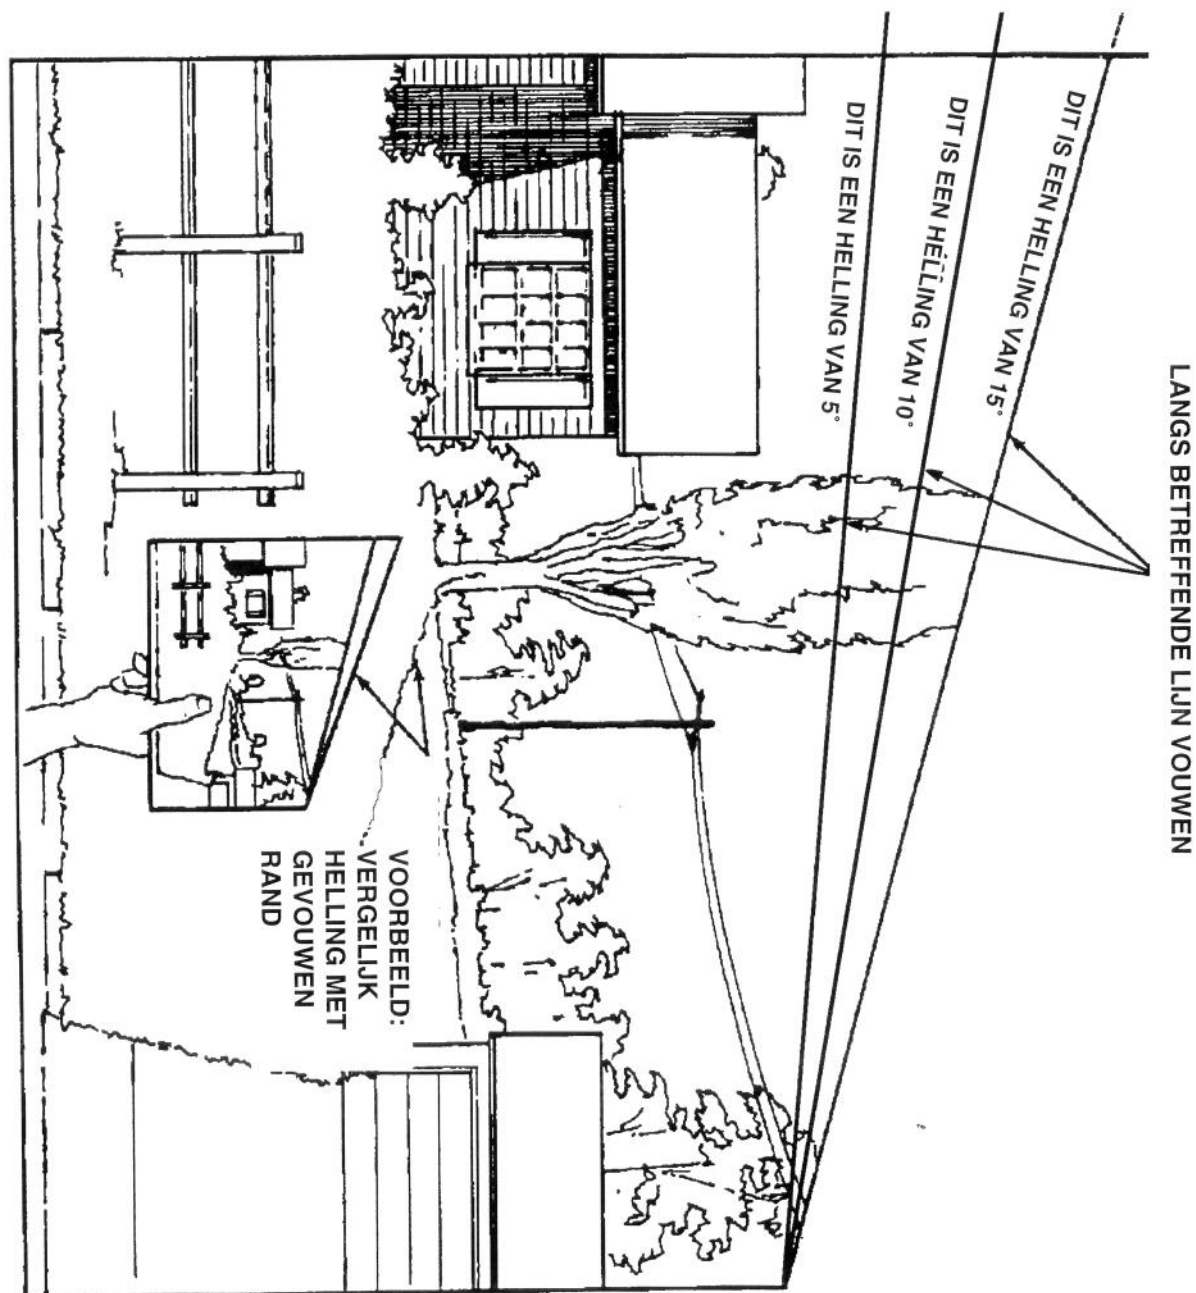 LANGS BETREFFENDE LIJN VOUWEN
DIT IS EEN HELLING VAN 15°
DIT IS EEN HELLING VAN 10°
DIT IS EEN HELLING VAN 5°
VOORBEELD:
VERGELIJK
HELLING MET
GEVOUWEN
RAND